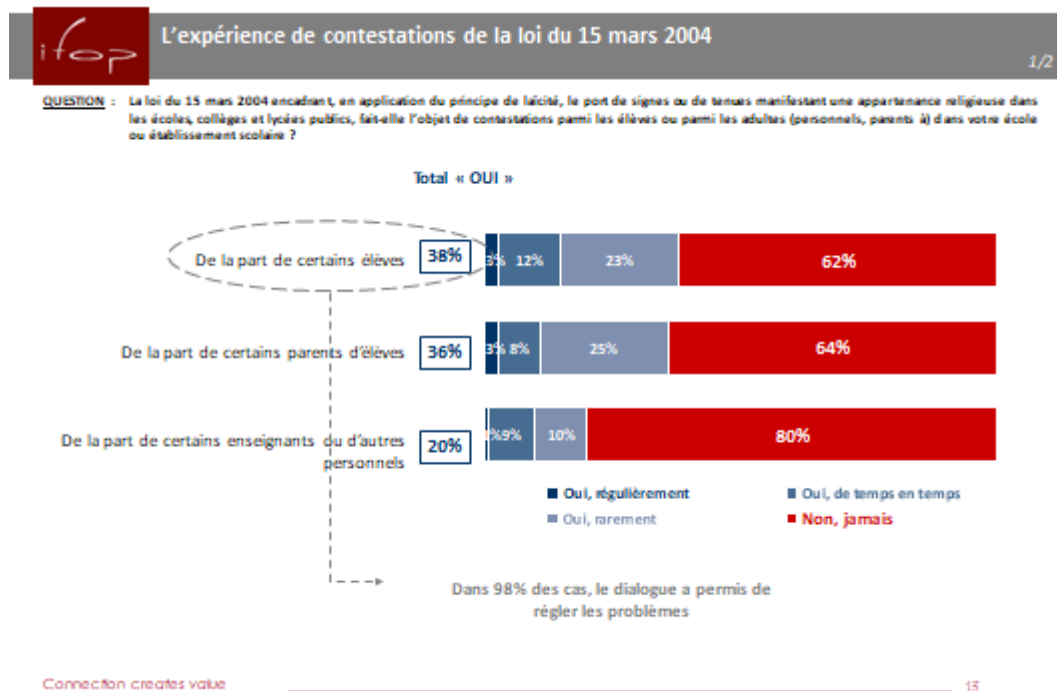 ifop
L'expérience de contestations de la loi du 15 mars 2004
1/2
QUESTION : La loi du 15 mars 2004 encadrant, en application du principe de laïcité, le port de signes ou de tenues manifestant une appartenance religieuse dans
les écoles, collèges et lycées publics, fait-elle l'objet de contestations parmi les élèves ou parmi les adultes (personnels, parents à) dans votre école
ou établissement scolaire ?
Total « OUI »
De la part de certains élèves 38% 3% 12% 23% 62%
De la part de certains parents d'élèves 36% 3% 8% 25% 64%
De la part de certains enseignants ou d'autres
personnels 20% 1% 9% 10% 80%
Oui, régulièrement Oui, de temps en temps
Oui, rarement Non, jamais
Dans 98% des cas, le dialogue a permis de
régler les problèmes
Connection creates value 15